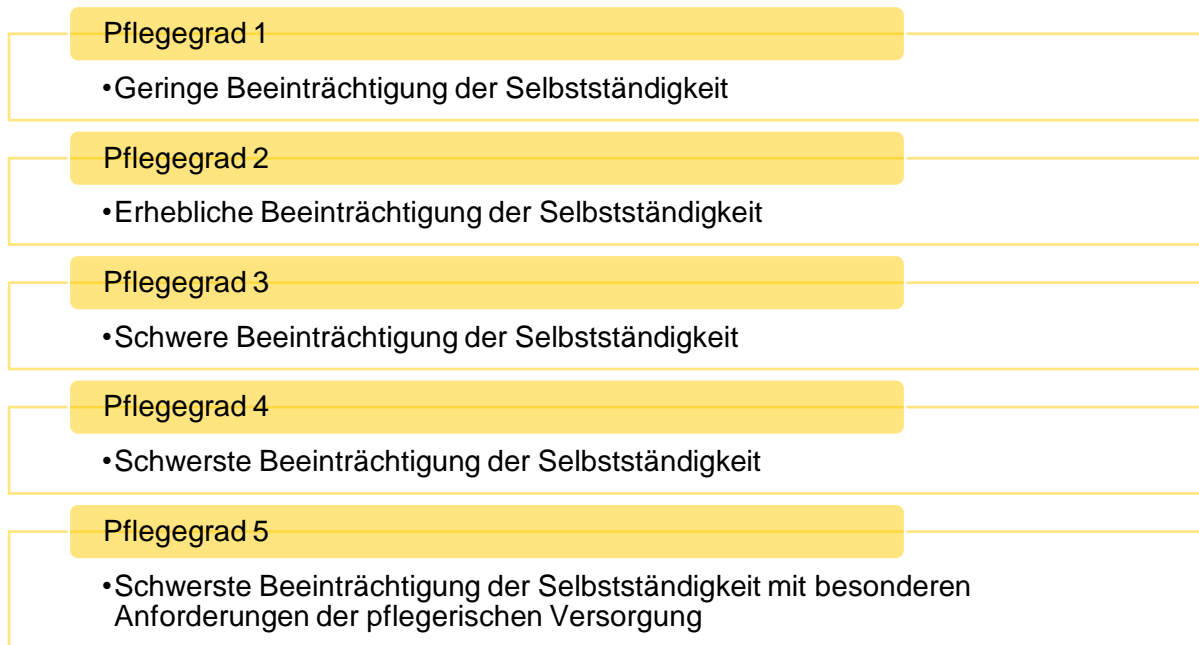 Pflegegrad 1
•Geringe Beeinträchtigung der Selbstständigkeit
Pflegegrad 2
•Erhebliche Beeinträchtigung der Selbstständigkeit
Pflegegrad 3
•Schwere Beeinträchtigung der Selbstständigkeit
Pflegegrad 4
•Schwerste Beeinträchtigung der Selbstständigkeit
Pflegegrad 5
•Schwerste Beeinträchtigung der Selbstständigkeit mit besonderen
Anforderungen der pflegerischen Versorgung